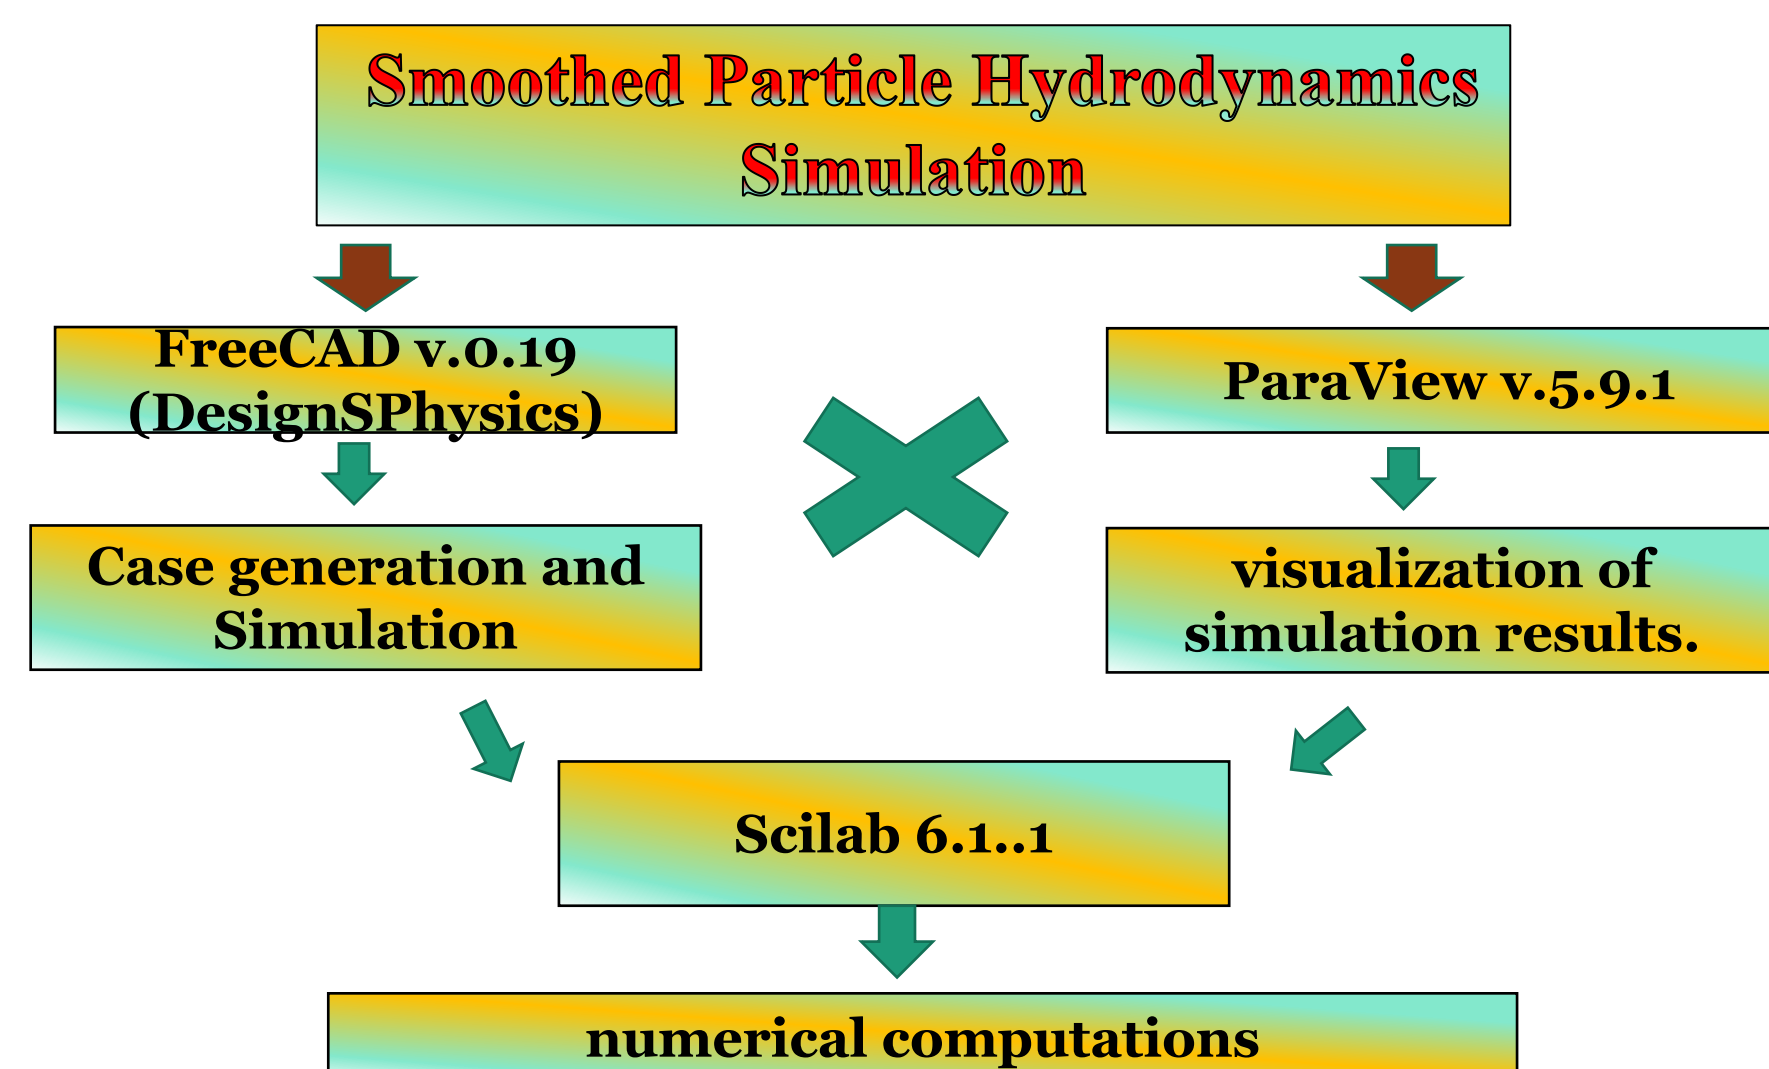 Smoothed Particle Hydrodynamics
Simulation
FreeCAD v.0.19
(DesignSPhysics)
ParaView v.5.9.1
Case generation and
Simulation
visualization of
simulation results.
Scilab 6.1..1
numerical computations